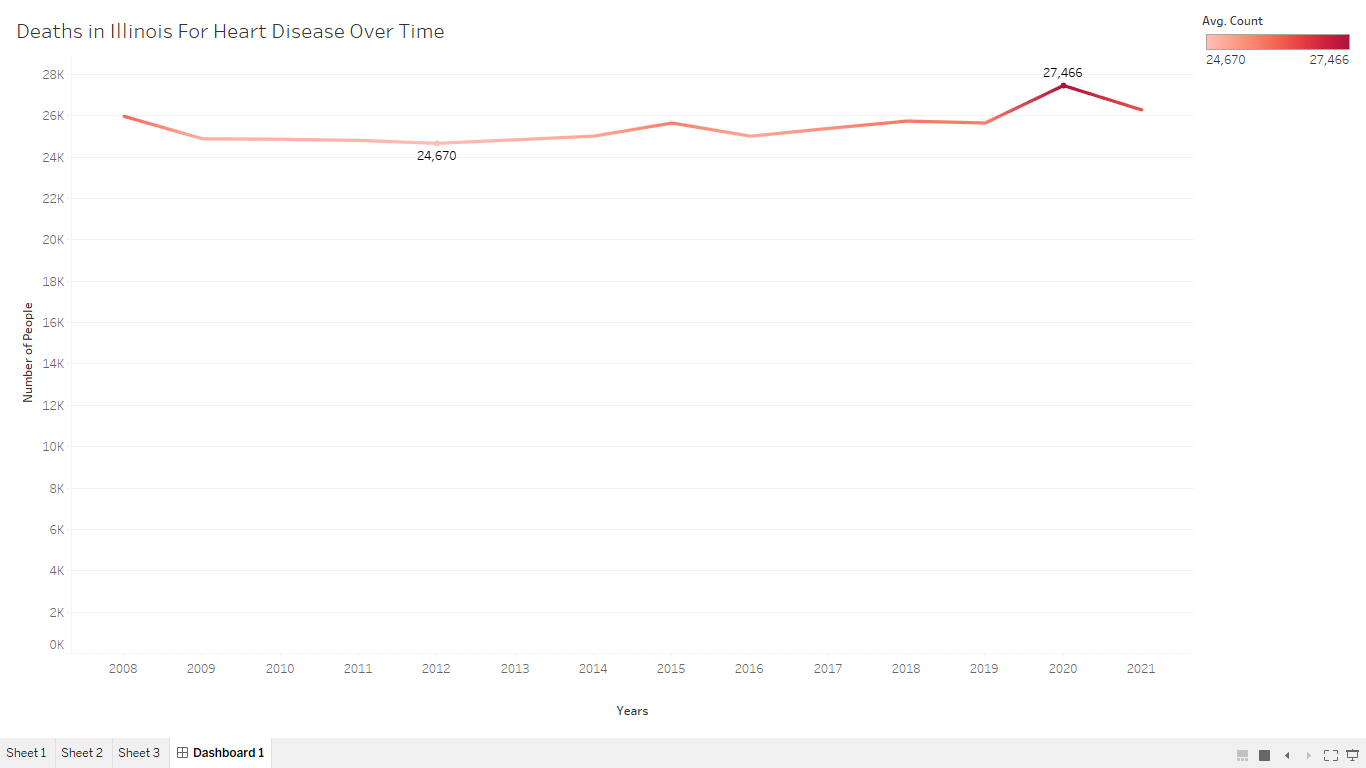 Deaths in Illinois For Heart Disease Over Time
Avg. Count
24,670 27,466
28K
26K
24K
22K
20K
18K
16K
14K
12K
10K
8K
6K
4K
2K
0K
Number of People
27,466
24,670
2008 2009 2010 2011 2012 2013 2014 2015 2016 2017 2018 2019 2020 2021
Years
Sheet 1 Sheet 2 Sheet 3 Dashboard 1